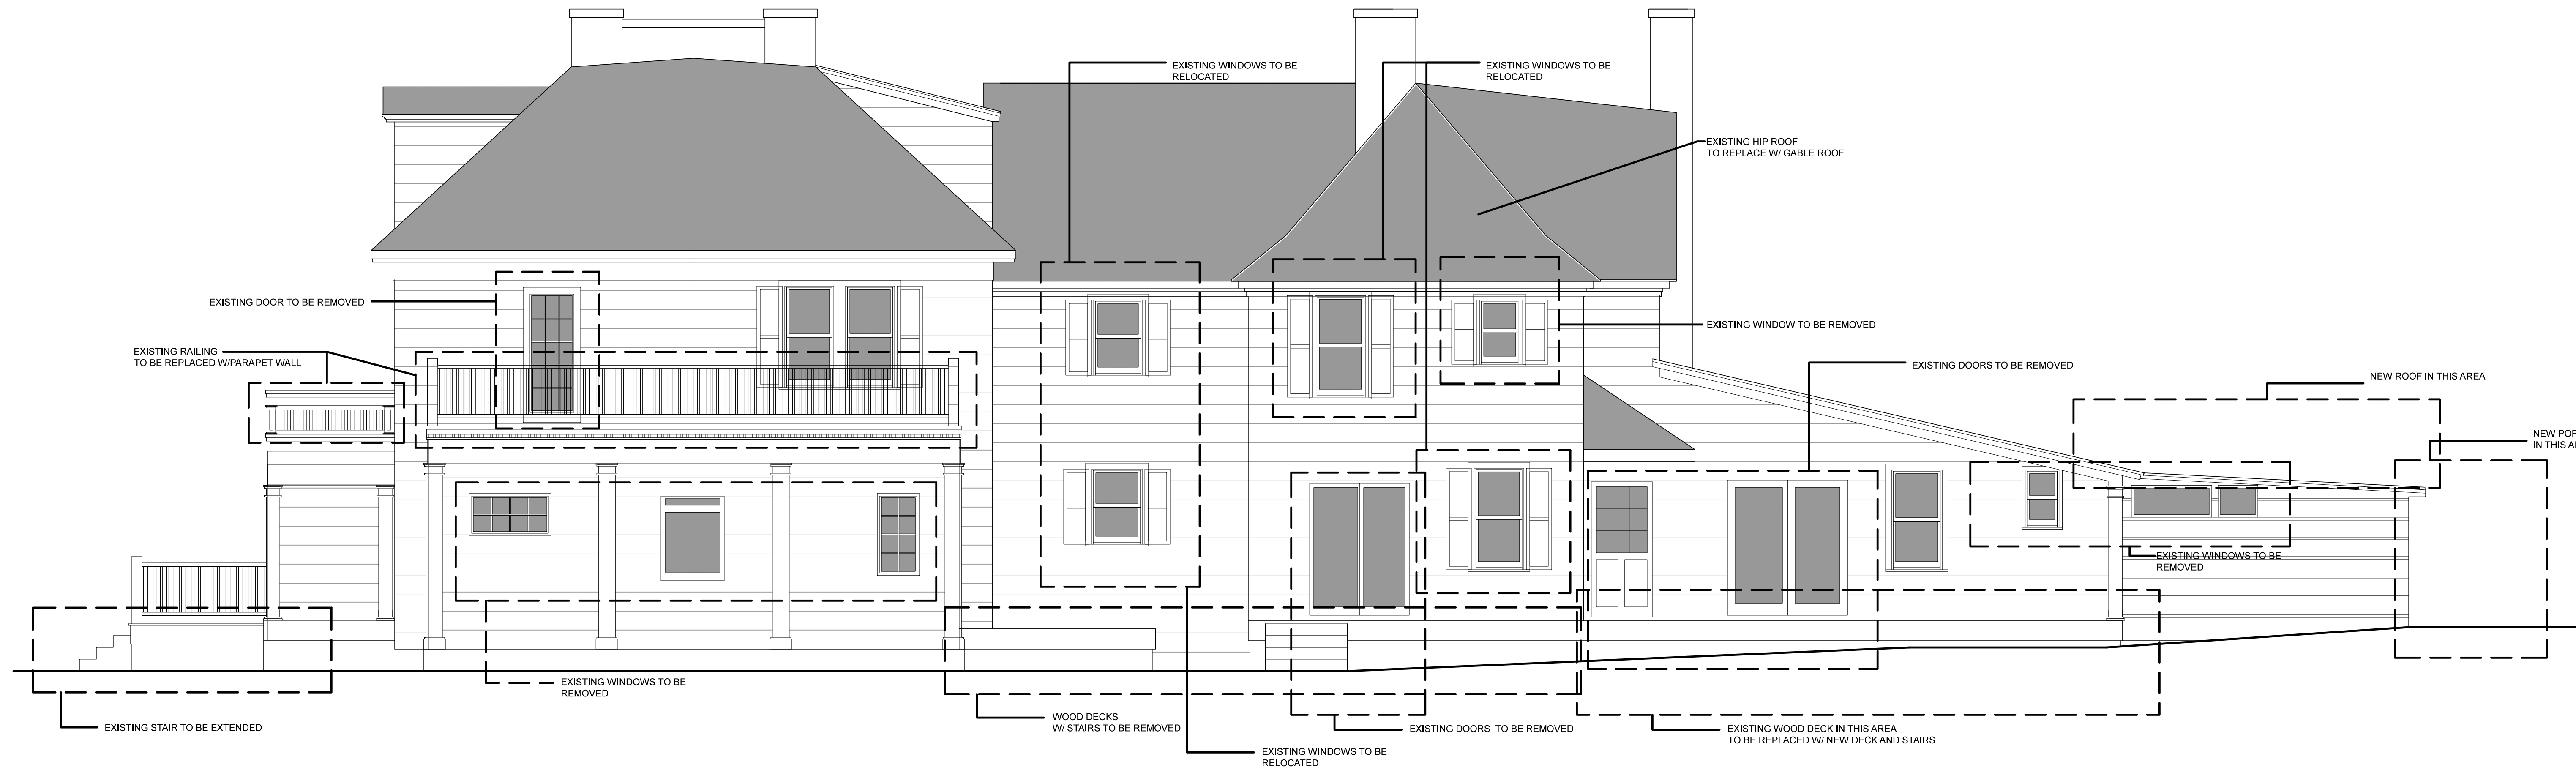 EXISTING WINDOWS TO BE
RELOCATED
EXISTING WINDOWS TO BE
RELOCATED
EXISTING HIP ROOF
TO REPLACE W/ GABLE ROOF
EXISTING DOOR TO BE REMOVED
EXISTING WINDOW TO BE REMOVED
EXISTING RAILING
TO BE REPLACED W/PARAPET WALL
EXISTING DOORS TO BE REMOVED
NEW ROOF IN THIS AREA
NEW
IN THIS
EXISTING WINDOWS TO BE
REMOVED
EXISTING WINDOWS TO BE
REMOVED
EXISTING STAIR TO BE EXTENDED
WOOD DECKS
W/ STAIRS TO BE REMOVED
EXISTING DOORS TO BE REMOVED
EXISTING WOOD DECK IN THIS AREA
TO BE REPLACED W/ NEW DECK AND STAIRS
EXISTING WINDOWS TO BE
RELOCATED